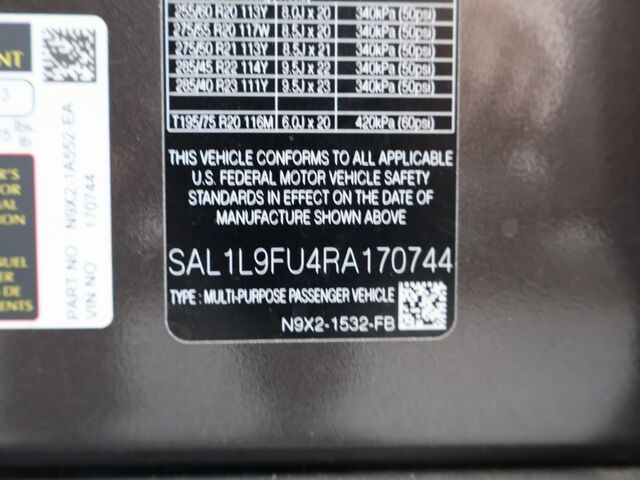 255/60 R20 113Y 8.0J x 20 340kPa (50psi)
275/55 R20 117W 8.5J x 20 340kPa (50psi)
275/50 R21 113Y 8.5J x 21 340kPa (50psi)
285/45 R22 114Y 9.5J x 22 340kPa (50psi)
285/40 R23 111Y 9.5J x 23 340kPa (50psi)
T195/75 R20 116M 6.0J x 20 420kPa (60psi)
THIS VEHICLE CONFORMS TO ALL APPLICABLE
U.S. FEDERAL MOTOR VEHICLE SAFETY
STANDARDS IN EFFECT ON THE DATE OF
MANUFACTURE SHOWN ABOVE
SAL1L9FU4RA170744
TYPE : MULTI-PURPOSE PASSENGER VEHICLE
N9X2-1532-FB
PART NO N9X2-1A552-EA
VIN NO 170744